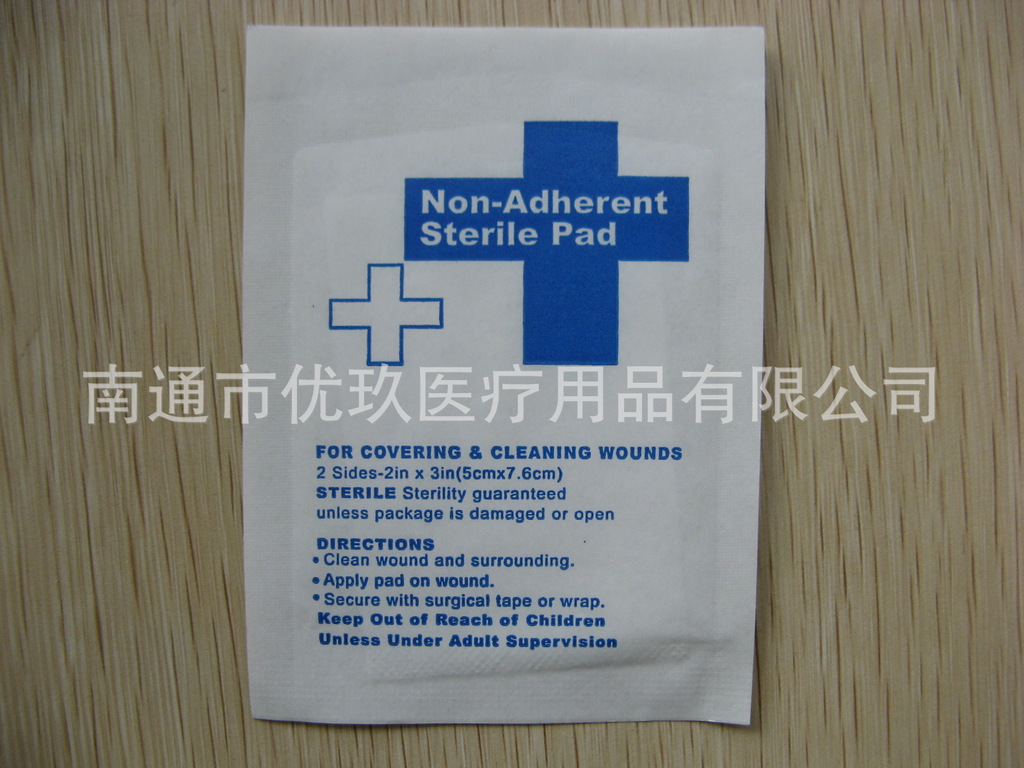 Non-Adherent
Sterile Pad
南通市优玖医疗用品有限公司
FOR COVERING & CLEANING WOUNDS
2 Sides-2in x 3in(5cmx7.6cm)
STERILE Sterility guaranteed
unless package is damaged or open
DIRECTIONS
•Clean wound and surrounding.
•Apply pad on wound.
•Secure with surgical tape or wrap.
Keep Out of Reach of Children
Unless Under Adult Supervision